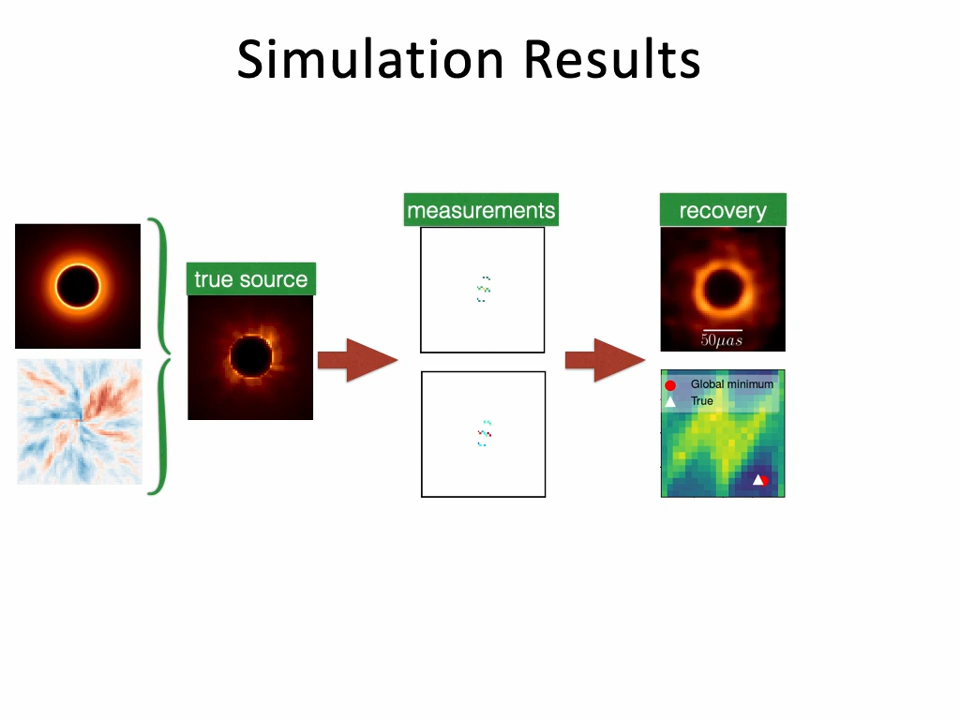 Simulation Results
measurements
recovery
true source
50μas
Global minimum
True